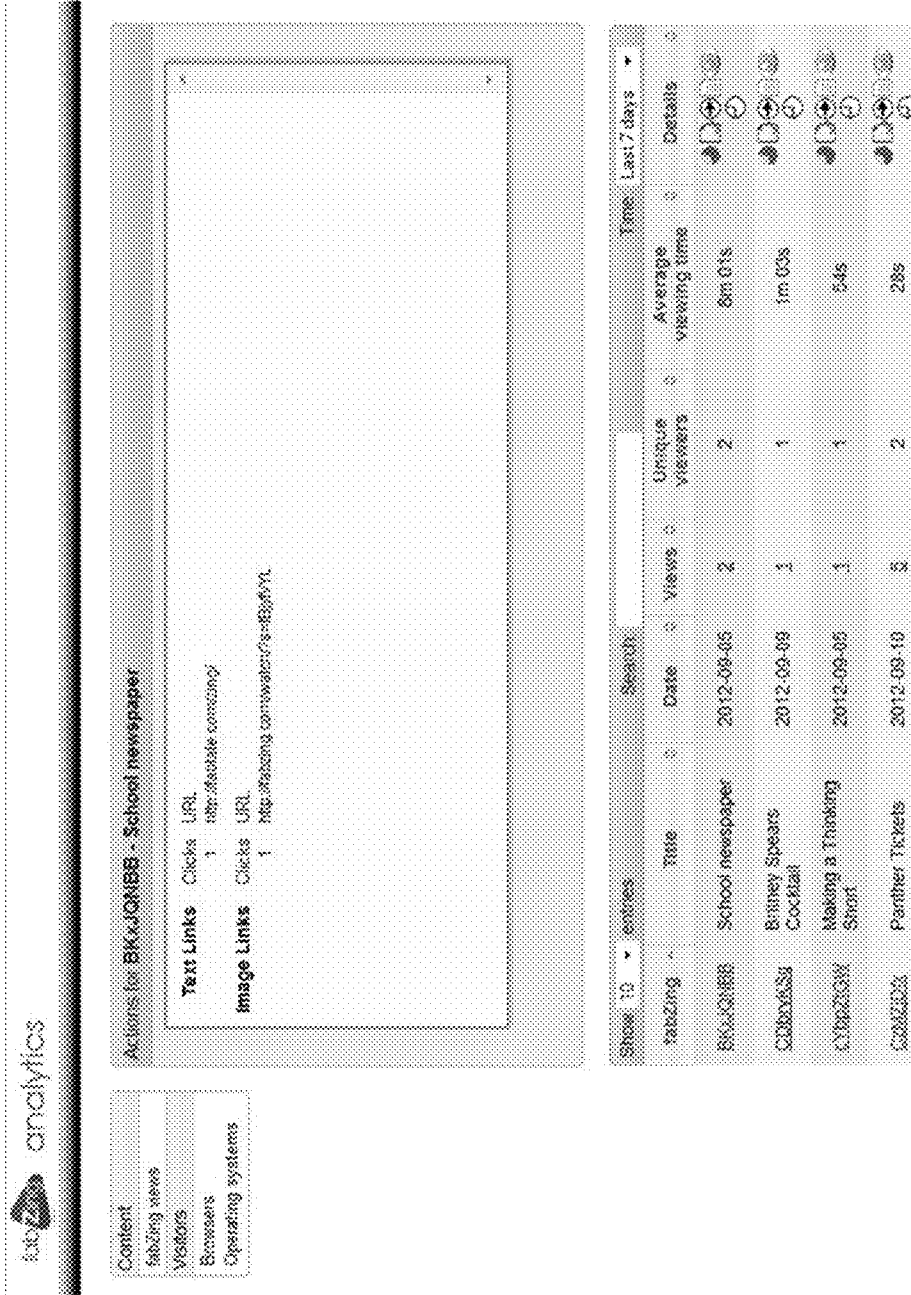 analytics
Content
tabZing views
Visitors
Browsers
Operating systems
Actions for BKxJQNBB - School newspaper
Text Links Clicks URL
1
Image Links Clicks URL
1
Show 10 entries Search: Time: Last 7 days
tabZing Title Date Views Unique Viewers Average viewing time Details
BKxJQNBB School newspaper 2012-09-05 2 2 6m 01s
Britney Spears Cocktail 2012-09-09 1 1 1m 03s
Making a Thinking Short 2012-09-05 1 1 54s
Panther Tickets 2012-09-10 5 2 28s